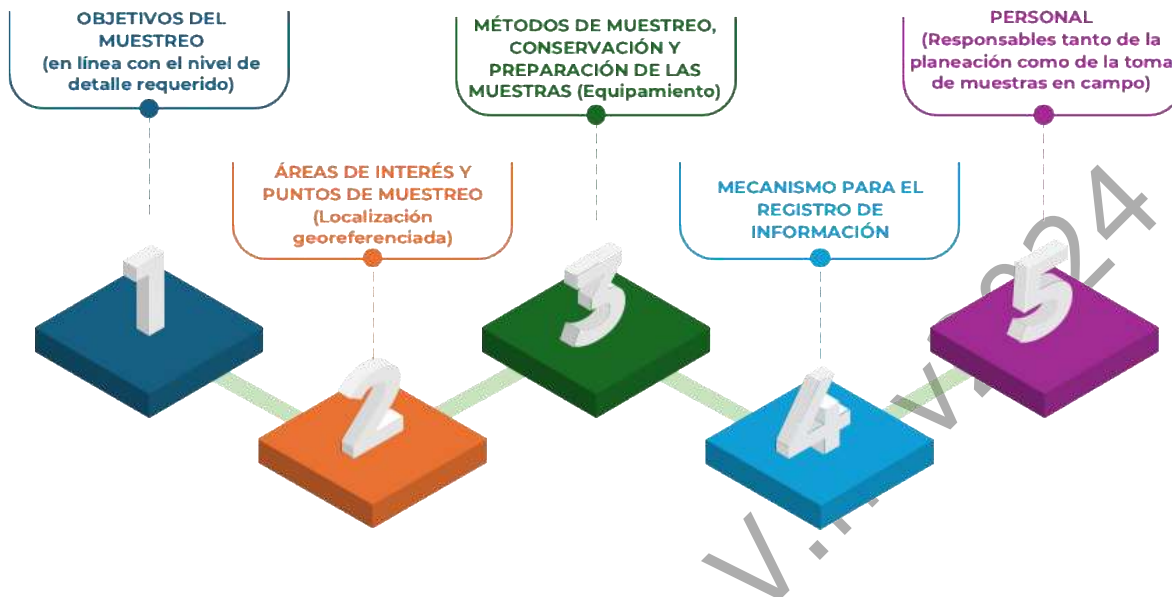 OBJETIVOS DEL
MUESTREO
(en línea con el nivel de
detalle requerido)
ÁREAS DE INTERÉS Y
PUNTOS DE MUESTREO
(Localización
georeferenciada)
MÉTODOS DE MUESTREO,
CONSERVACIÓN Y
PREPARACIÓN DE LAS
MUESTRAS (Equipamiento)
MECANISMO PARA EL
REGISTRO DE
INFORMACIÓN
PERSONAL
(Responsables tanto de la
planeación como de la toma
de muestras en campo)
1
2
3
4
5